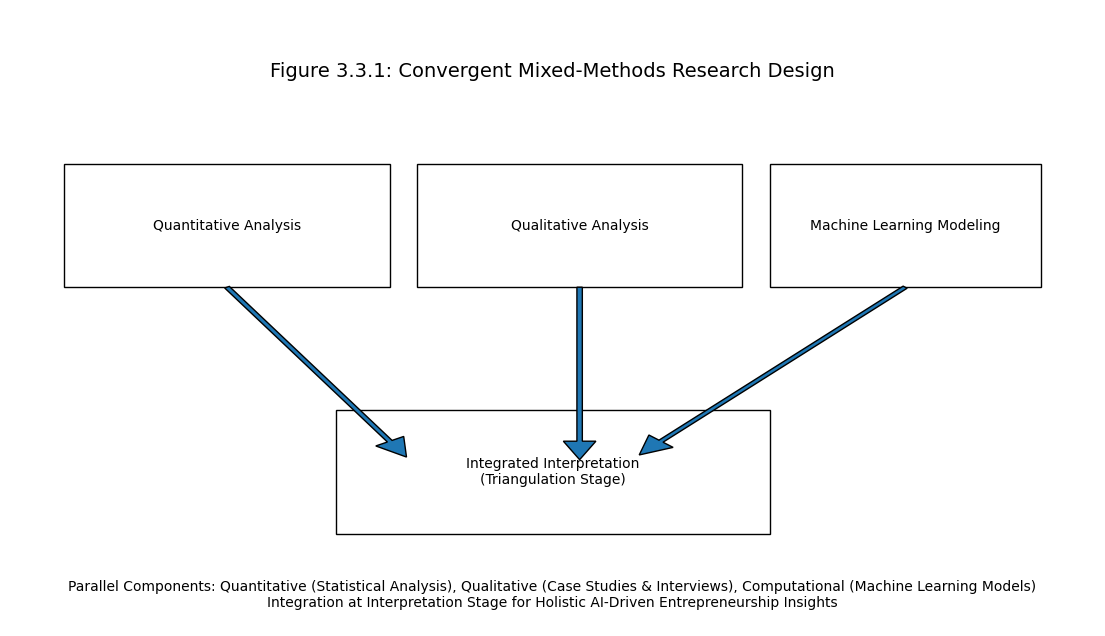 Figure 3.3.1: Convergent Mixed-Methods Research Design
Quantitative Analysis
Qualitative Analysis
Machine Learning Modeling
Integrated Interpretation
(Triangulation Stage)
Parallel Components: Quantitative (Statistical Analysis), Qualitative (Case Studies & Interviews), Computational (Machine Learning Models)
Integration at Interpretation Stage for Holistic AI-Driven Entrepreneurship Insights